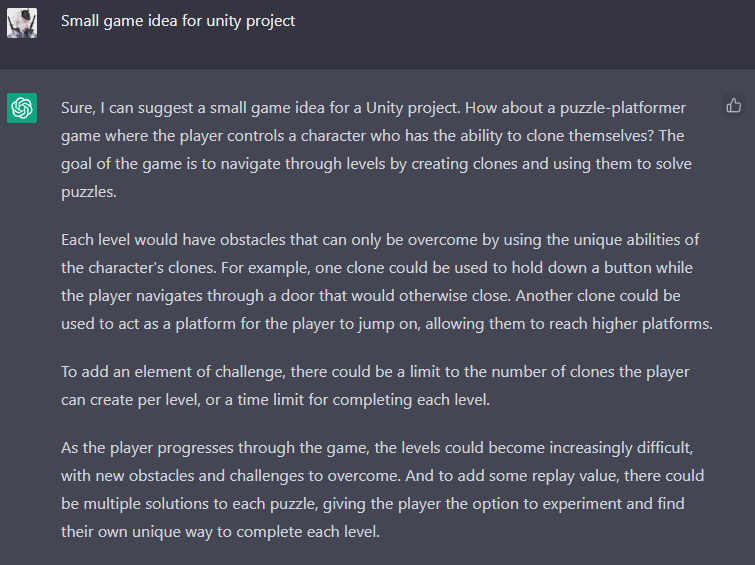 Small game idea for unity project
Sure, I can suggest a small game idea for a Unity project. How about a puzzle-platformer
game where the player controls a character who has the ability to clone themselves? The
goal of the game is to navigate through levels by creating clones and using them to solve
puzzles.
Each level would have obstacles that can only be overcome by using the unique abilities of
the character's clones. For example, one clone could be used to hold down a button while
the player navigates through a door that would otherwise close. Another clone could be
used to act as a platform for the player to jump on, allowing them to reach higher platforms.
To add an element of challenge, there could be a limit to the number of clones the player
can create per level, or a time limit for completing each level.
As the player progresses through the game, the levels could become increasingly difficult,
with new obstacles and challenges to overcome. And to add some replay value, there could
be multiple solutions to each puzzle, giving the player the option to experiment and find
their own unique way to complete each level.